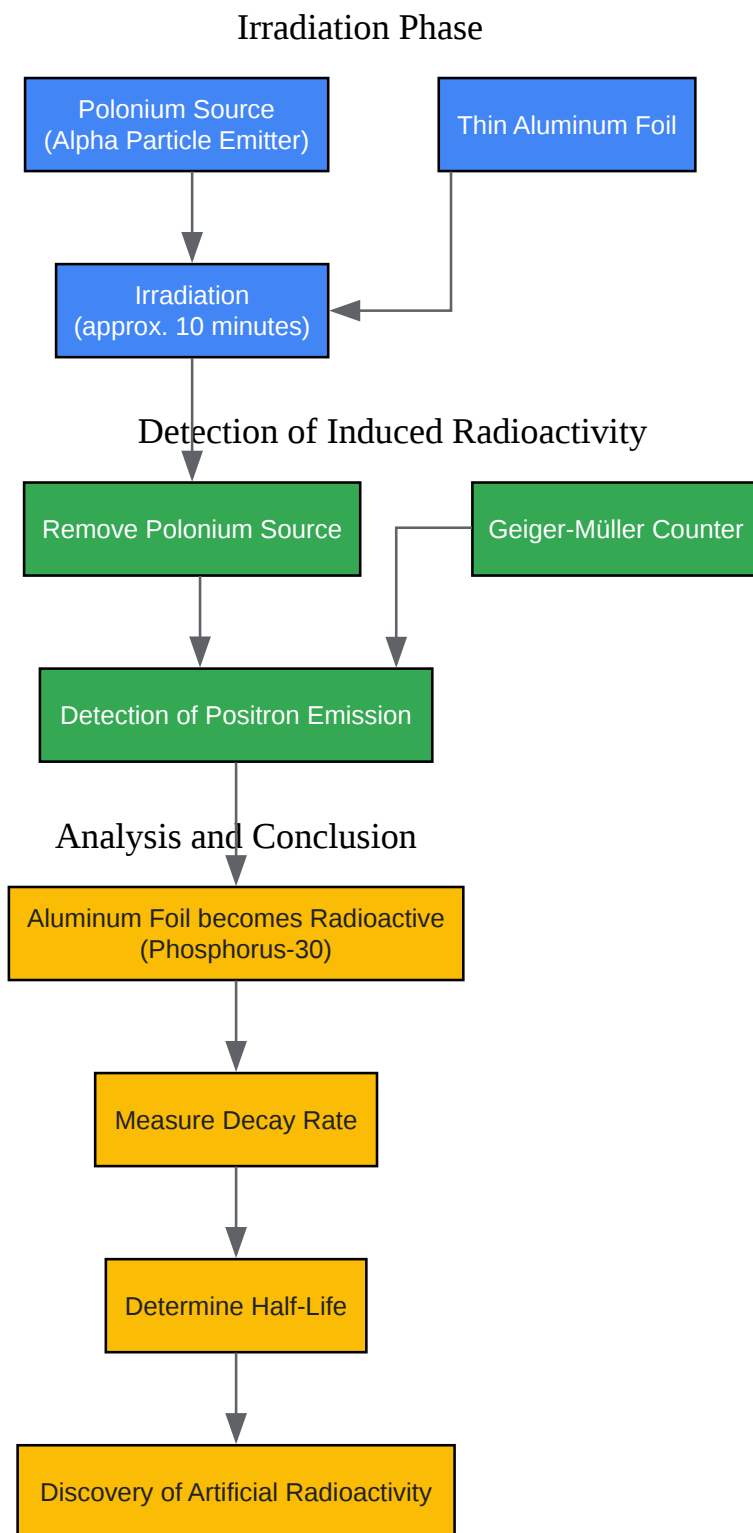 Irradiation Phase
Polonium Source
(Alpha Particle Emitter)
Thin Aluminum Foil
Irradiation
(approx. 10 minutes)
Detection of Induced Radioactivity
Remove Polonium Source
Geiger-Müller Counter
Detection of Positron Emission
Analysis and Conclusion
Aluminum Foil becomes Radioactive
(Phosphorus-30)
Measure Decay Rate
Determine Half-Life
Discovery of Artificial Radioactivity